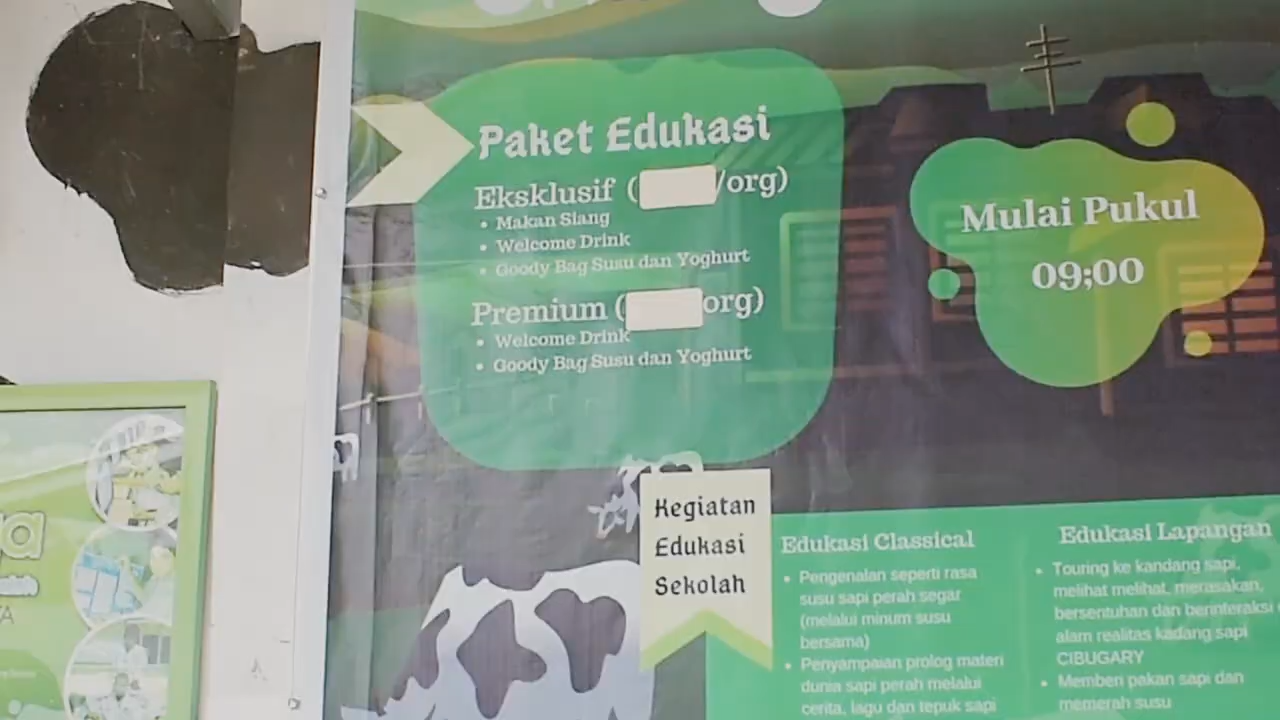 Paket Edukasi
Eksklusif ( /org)
• Makan Siang
• Welcome Drink
• Goody Bag Susu dan Yoghurt
Premium ( org)
• Welcome Drink
• Goody Bag Susu dan Yoghurt
Mulai Pukul
09;00
Kegiatan
Edukasi
Sekolah
Edukasi Classical
• Pengenalan seperti rasa
susu sapi perah segar
(melalui minum susu
bersama)
• Penyampaian prolog materi
dunia sapi perah melalui
cerita, lagu dan tepuk sapi
Edukasi Lapangan
• Touring ke kandang sapi,
melihat melihat, merasakan,
bersentuhan dan berinteraksi
alam realitas kadang sapi
CIBUGARY
• Memberi pakan sapi dan
memerah susu